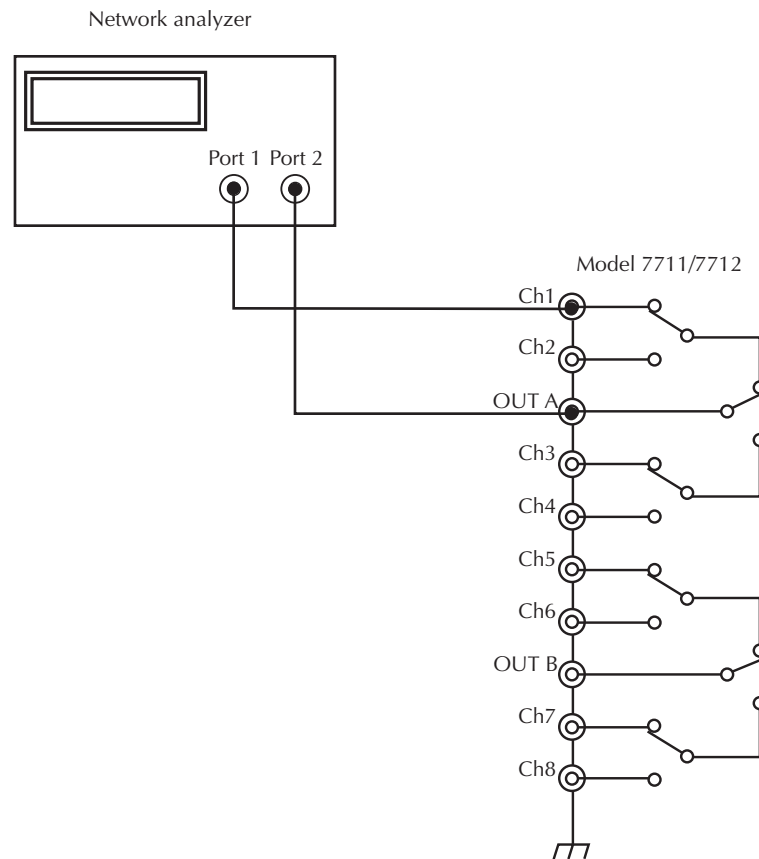 Network analyzer
Port 1 Port 2
Model 7711/7712
Ch1
Ch2
OUT A
Ch3
Ch4
Ch5
Ch6
OUT B
Ch7
Ch8